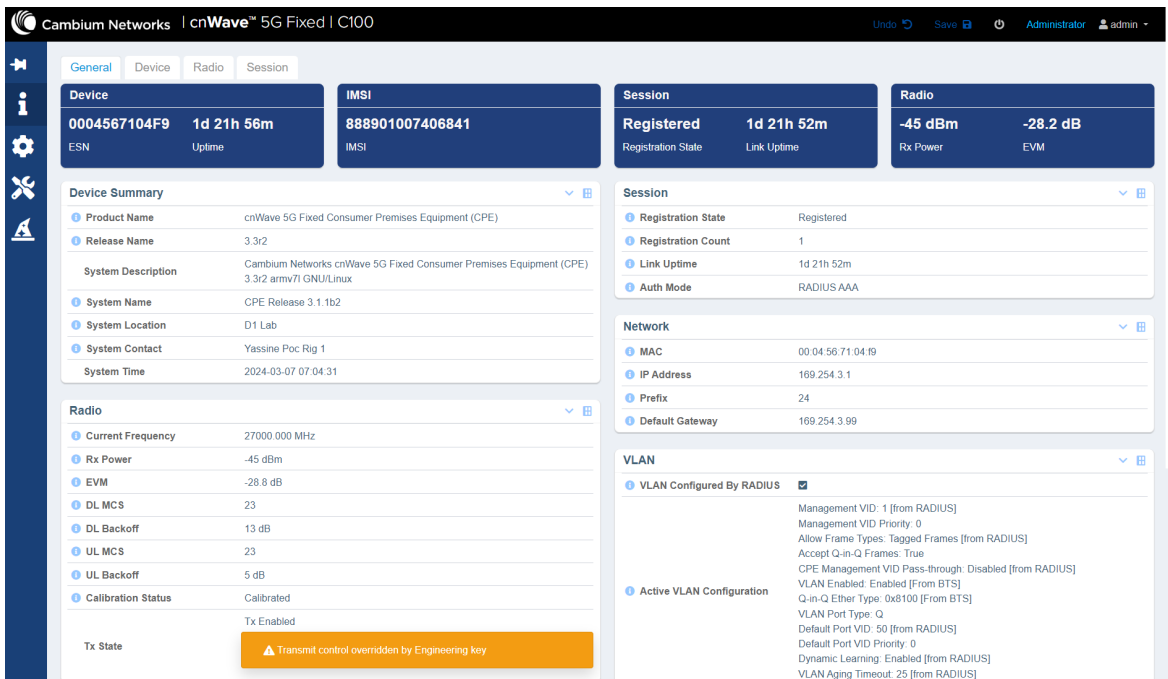 Cambium Networks | cnWave™ 5G Fixed | C100
Undo Save Administrator admin
General Device Radio Session
Device
0004567104F9 1d 21h 56m
ESN Uptime
IMSI
888901007406841
IMSI
Session
Registered 1d 21h 52m
Registration State Link Uptime
Radio
-45 dBm -28.2 dB
Rx Power EVM
Device Summary
Product Name cnWave 5G Fixed Consumer Premises Equipment (CPE)
Release Name 3.3r2
System Description Cambium Networks cnWave 5G Fixed Consumer Premises Equipment (CPE)
3.3r2 armv7l GNU/Linux
System Name CPE Release 3.1.1b2
System Location D1 Lab
System Contact Yassine Poc Rig 1
System Time 2024-03-07 07:04:31
Radio
Current Frequency 27000.000 MHz
Rx Power -45 dBm
EVM -28.8 dB
DL MCS 23
DL Backoff 13 dB
UL MCS 23
UL Backoff 5 dB
Calibration Status Calibrated
Tx State Tx Enabled
Transmit control overridden by Engineering key
Session
Registration State Registered
Registration Count 1
Link Uptime 1d 21h 52m
Auth Mode RADIUS AAA
Network
MAC 00:04:56:71:04:f9
IP Address 169.254.3.1
Prefix 24
Default Gateway 169.254.3.99
VLAN
VLAN Configured By RADIUS
Active VLAN Configuration
Management VID: 1 [from RADIUS]
Management VID Priority: 0
Allow Frame Types: Tagged Frames [from RADIUS]
Accept Q-in-Q Frames: True
CPE Management VID Pass-through: Disabled [from RADIUS]
VLAN Enabled: Enabled [From BTS]
Q-in-Q Ether Type: 0x8100 [From BTS]
VLAN Port Type: Q
Default Port VID: 50 [from RADIUS]
Default Port VID Priority: 0
Dynamic Learning: Enabled [from RADIUS]
VLAN Aging Timeout: 25 [from RADIUS]